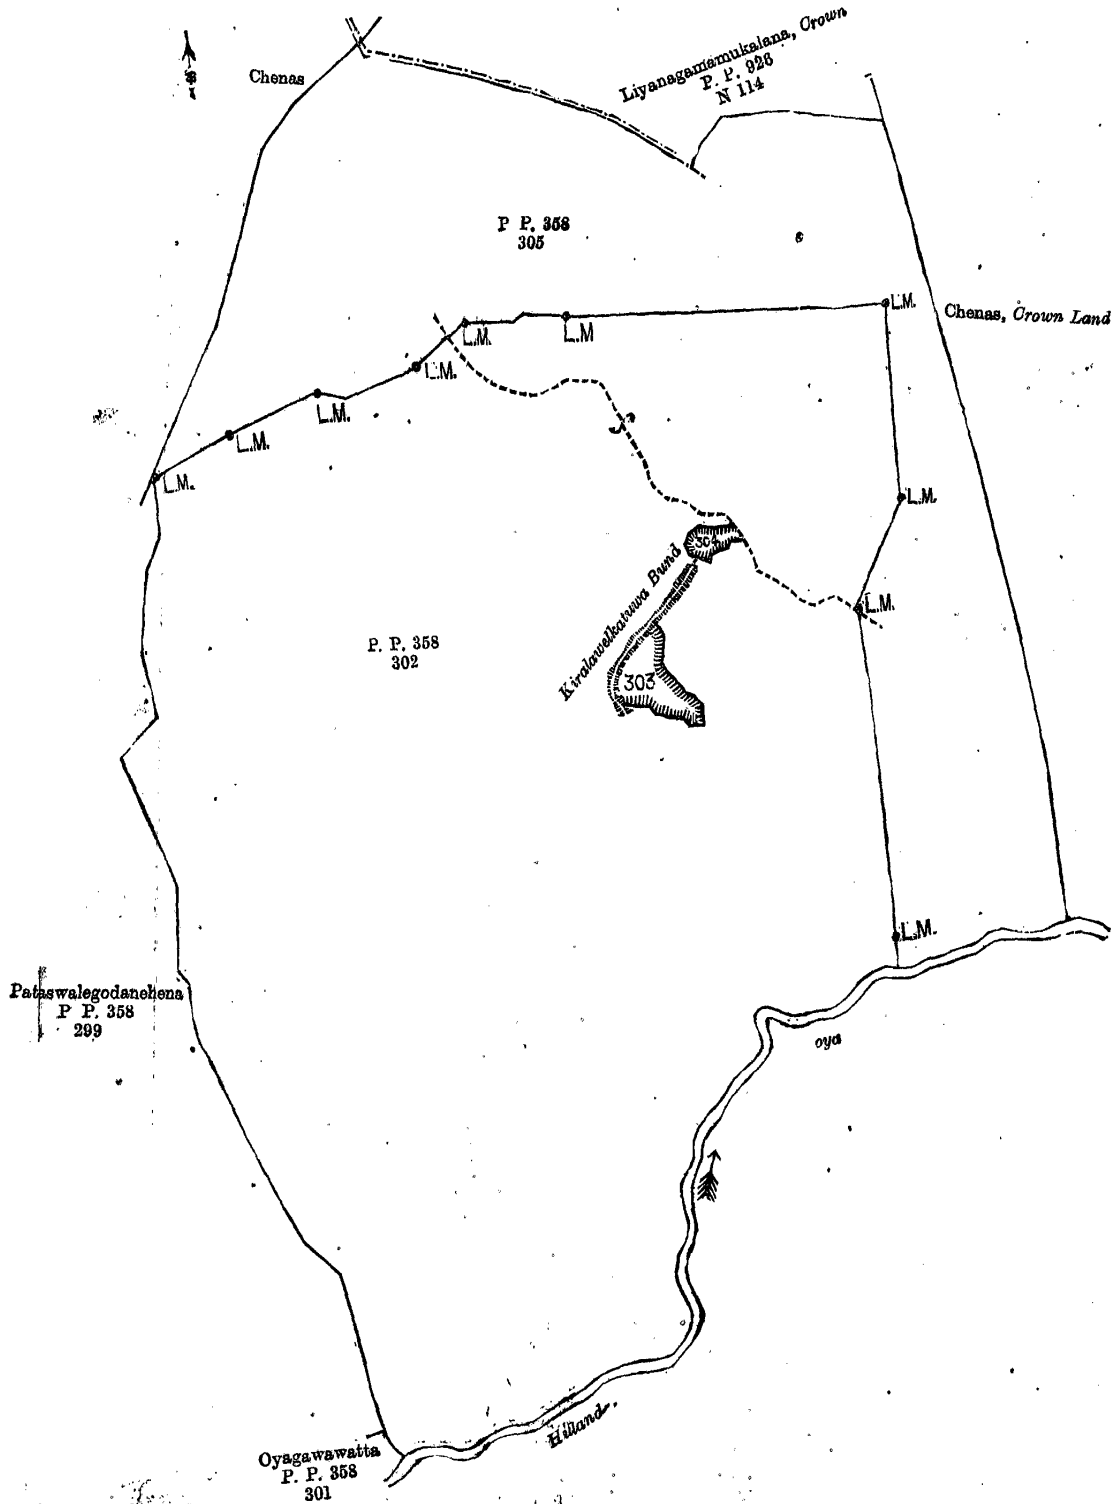 Chenas
Liyanagamamukalana, Crown
P. P. 926
N 114
P P. 358
305
L.M.
Chenas, Crown Land
L.M.
L.M
L.M.
L.M.
L.M.
L.M.
L.M.
304
Kiralawelkatuwa Bund
L.M.
P. P. 358
302
303
L.M.
Pataswalegodanehena
P P. 358
299
oya
Hilland
Oyagawawatta
P. P. 358
301